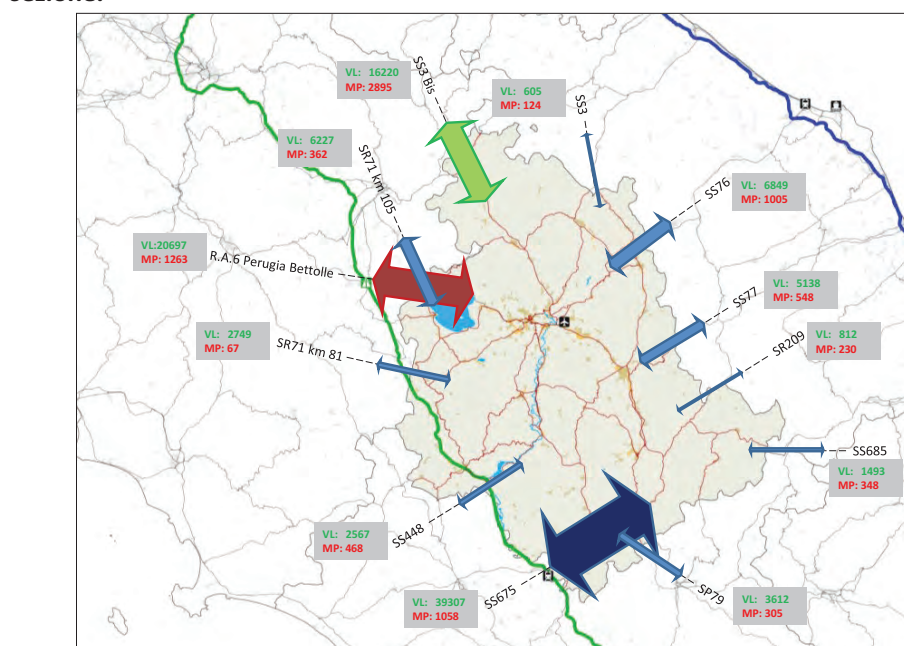 SS3 Bis
VL: 16220
MP: 2895
VL: 605
MP: 124
SS3
VL: 6227
MP: 362
SR71 km 105
SS76
VL: 6849
MP: 1005
VL:20697
MP: 1263
R.A.6 Perugia Bettolle
SS77
VL: 5138
MP: 548
VL: 2749
MP: 67
SR71 km 81
SR209
VL: 812
MP: 230
SS685
VL: 1493
MP: 348
SS448
VL: 2567
MP: 468
SS675
VL: 39307
MP: 1058
SP79
VL: 3612
MP: 305